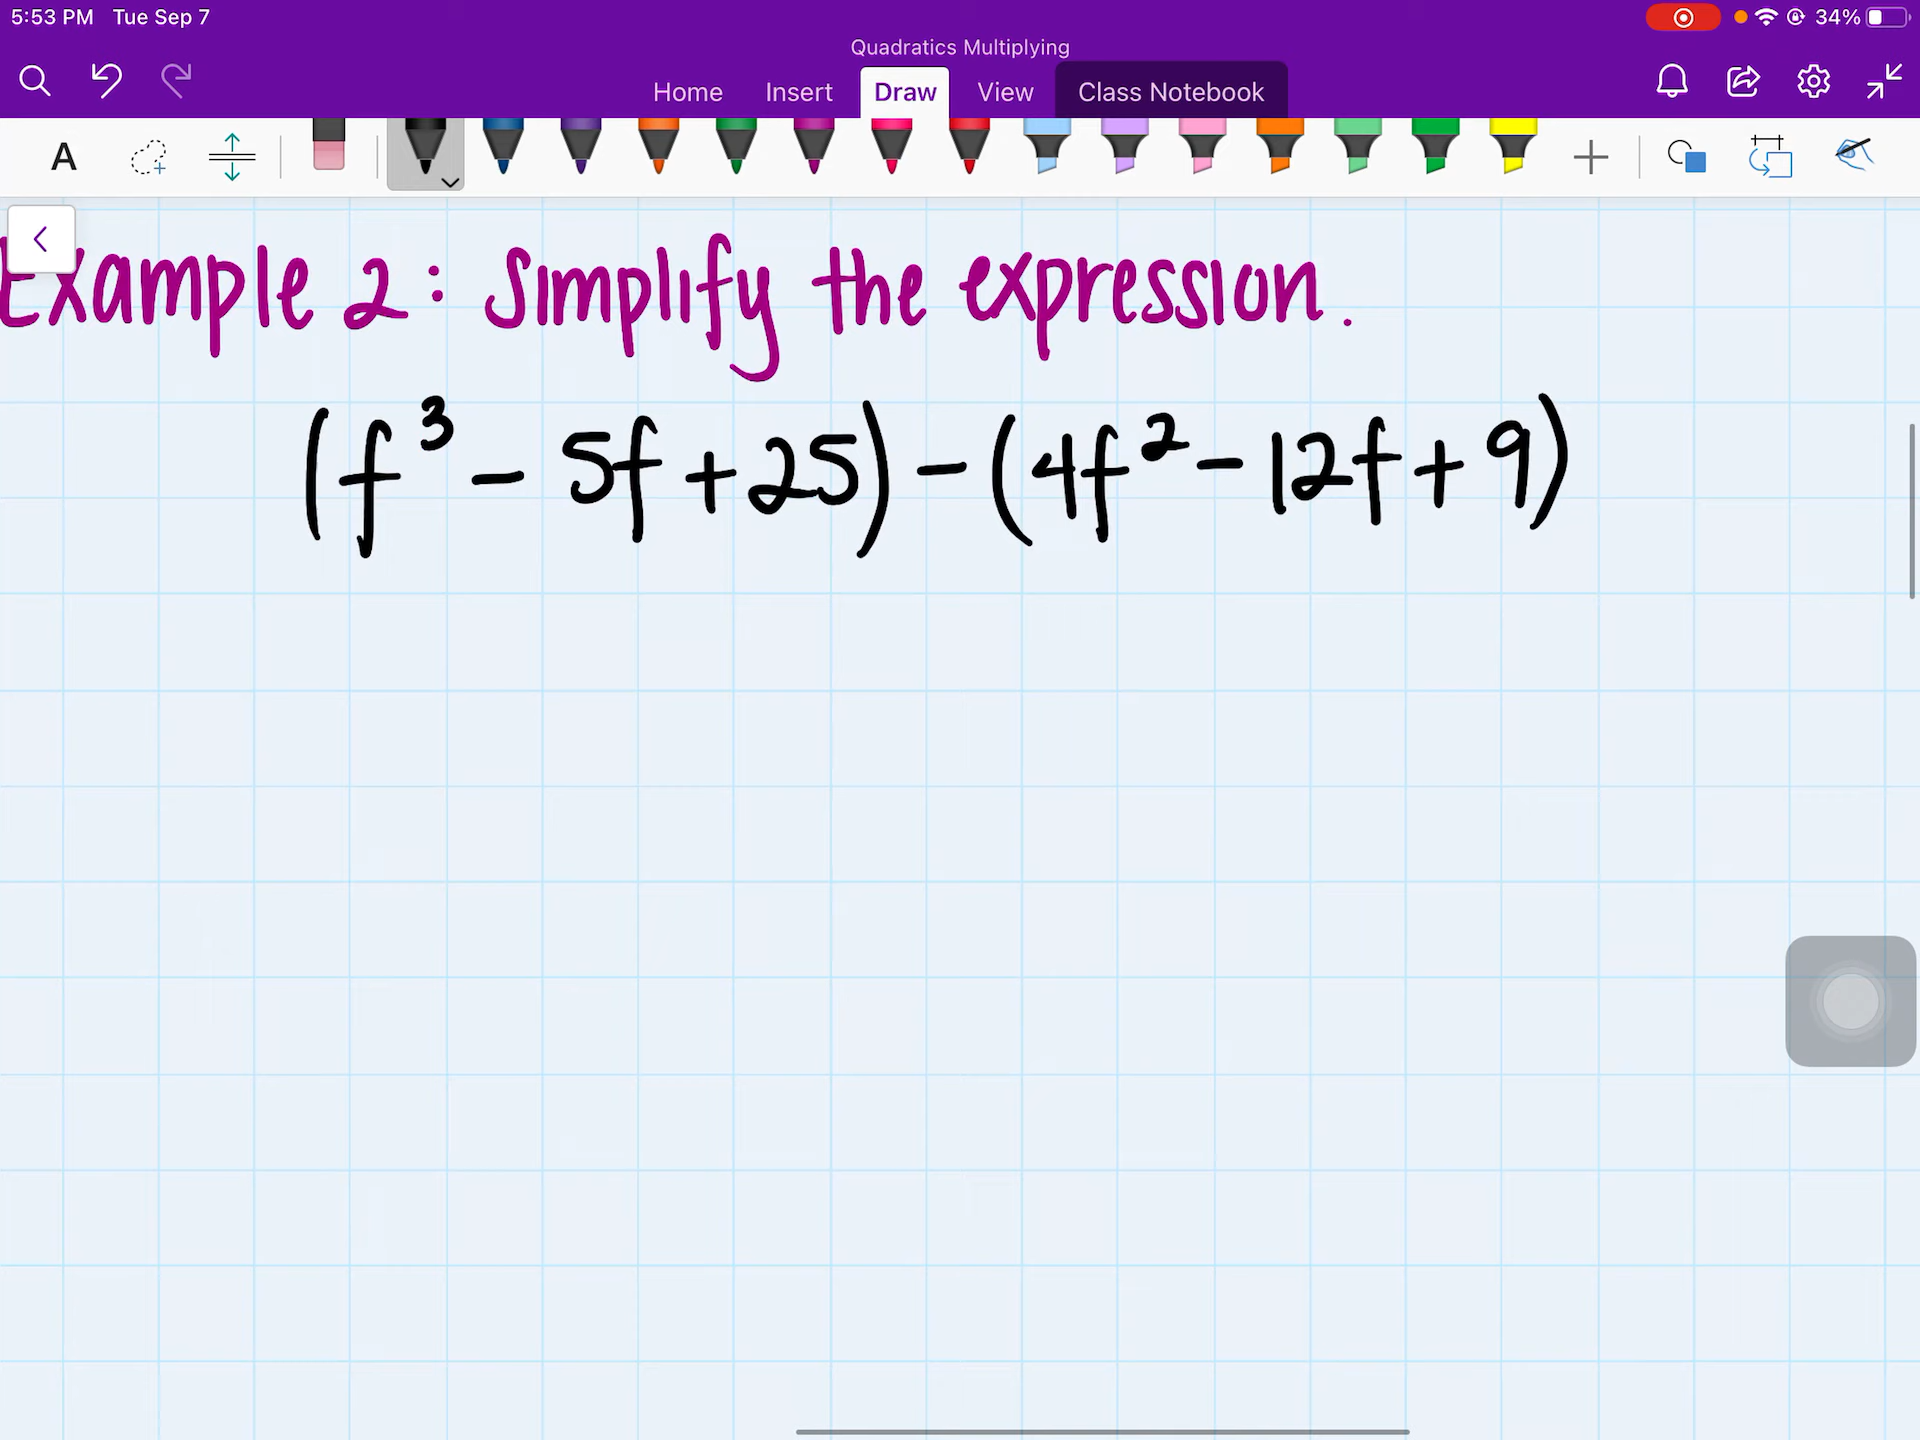 5:53 PM Tue Sep 7 34%
Quadratics Multiplying
Home Insert Draw View Class Notebook
A
Example 2: Simplify the expression.
(f³ - 5f + 25) - (4f² - 12f + 9)